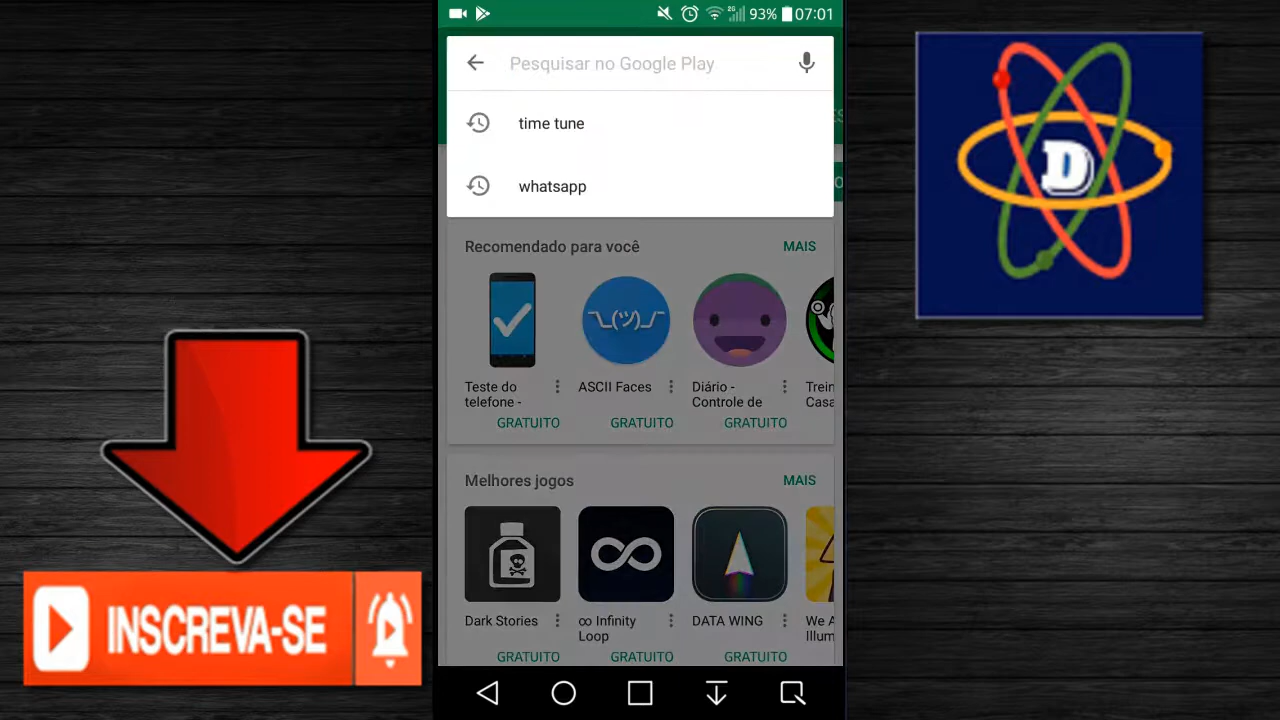 2G 93% 07:01
Pesquisar no Google Play
time tune
whatsapp
Recomendado para você MAIS
Teste do
telefone -
GRATUITO
ASCII Faces
GRATUITO
Diário -
Controle de
GRATUITO
Trein
Casa
¯\_(ツ)_/¯
Melhores jogos MAIS
Dark Stories
GRATUITO
∞ Infinity
Loop
GRATUITO
DATA WING
GRATUITO
We A
Illum
D
INSCREVA-SE